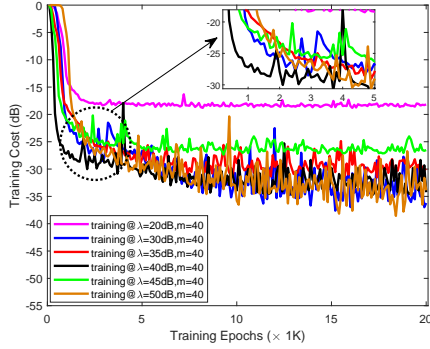 0
-5
-10
-15
-20
-25
-30
-35
-40
-45
-50
-55
Training Cost (dB)
0 5 10 15 20
Training Epochs (× 1K)
-20
-25
-30
1 2 3 4 5
training@ λ=20dB,m=40
training@ λ=30dB,m=40
training@ λ=35dB,m=40
training@ λ=40dB,m=40
training@ λ=45dB,m=40
training@ λ=50dB,m=40